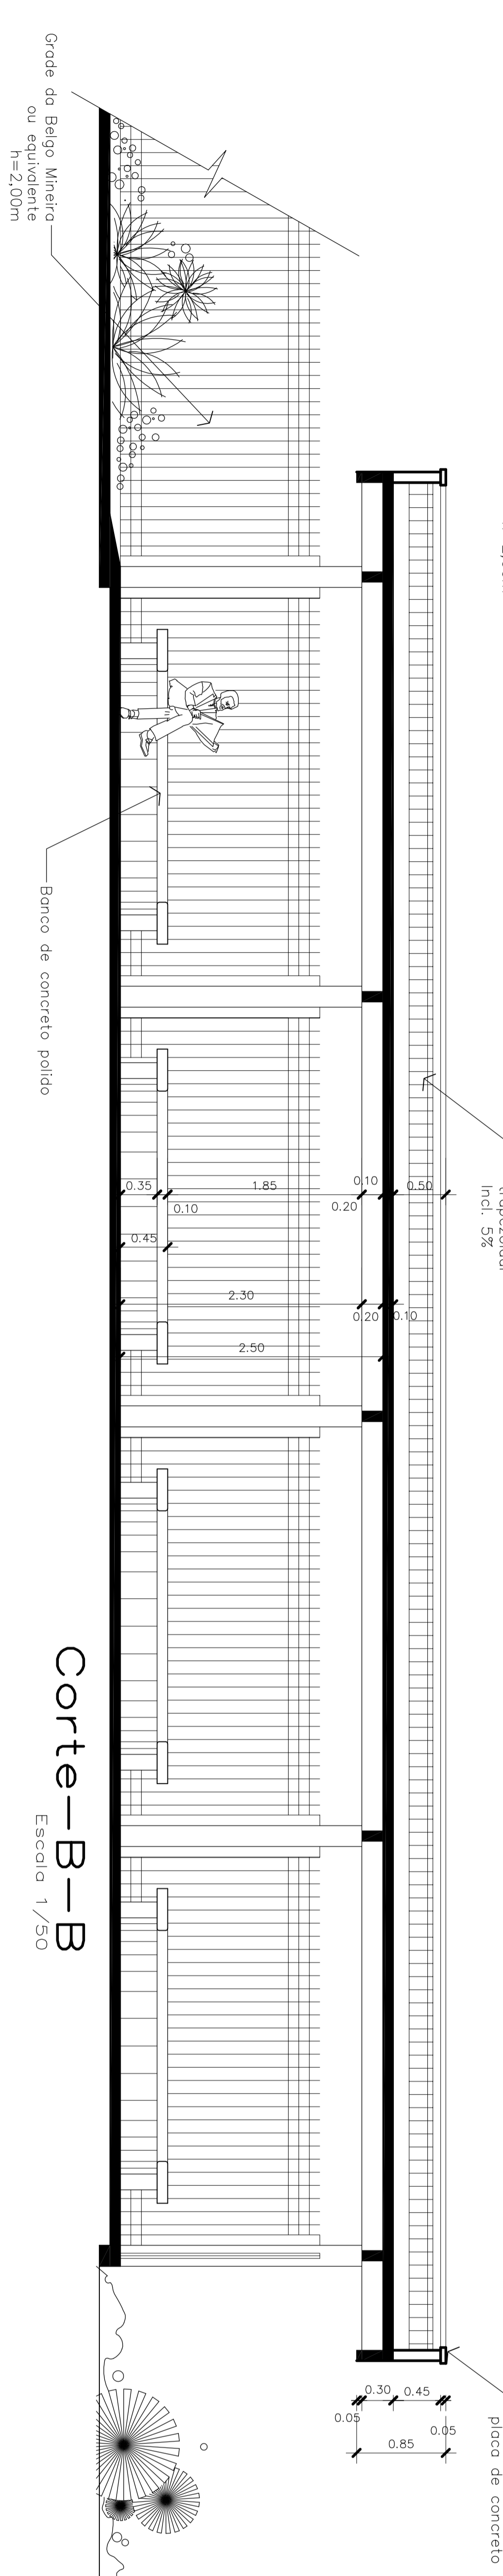 Grade da Belgo Mineira
ou equivalente
h=2,00m
Banco de concreto polido
Incl. 5%
0.35
0.10
1.85
0.20
0.10
0.50
0.45
2.30
0.20
0.10
2.50
Corte-B-B
Escala 1/50
placa de concreto
0.05
0.30
0.45
0.05
0.85